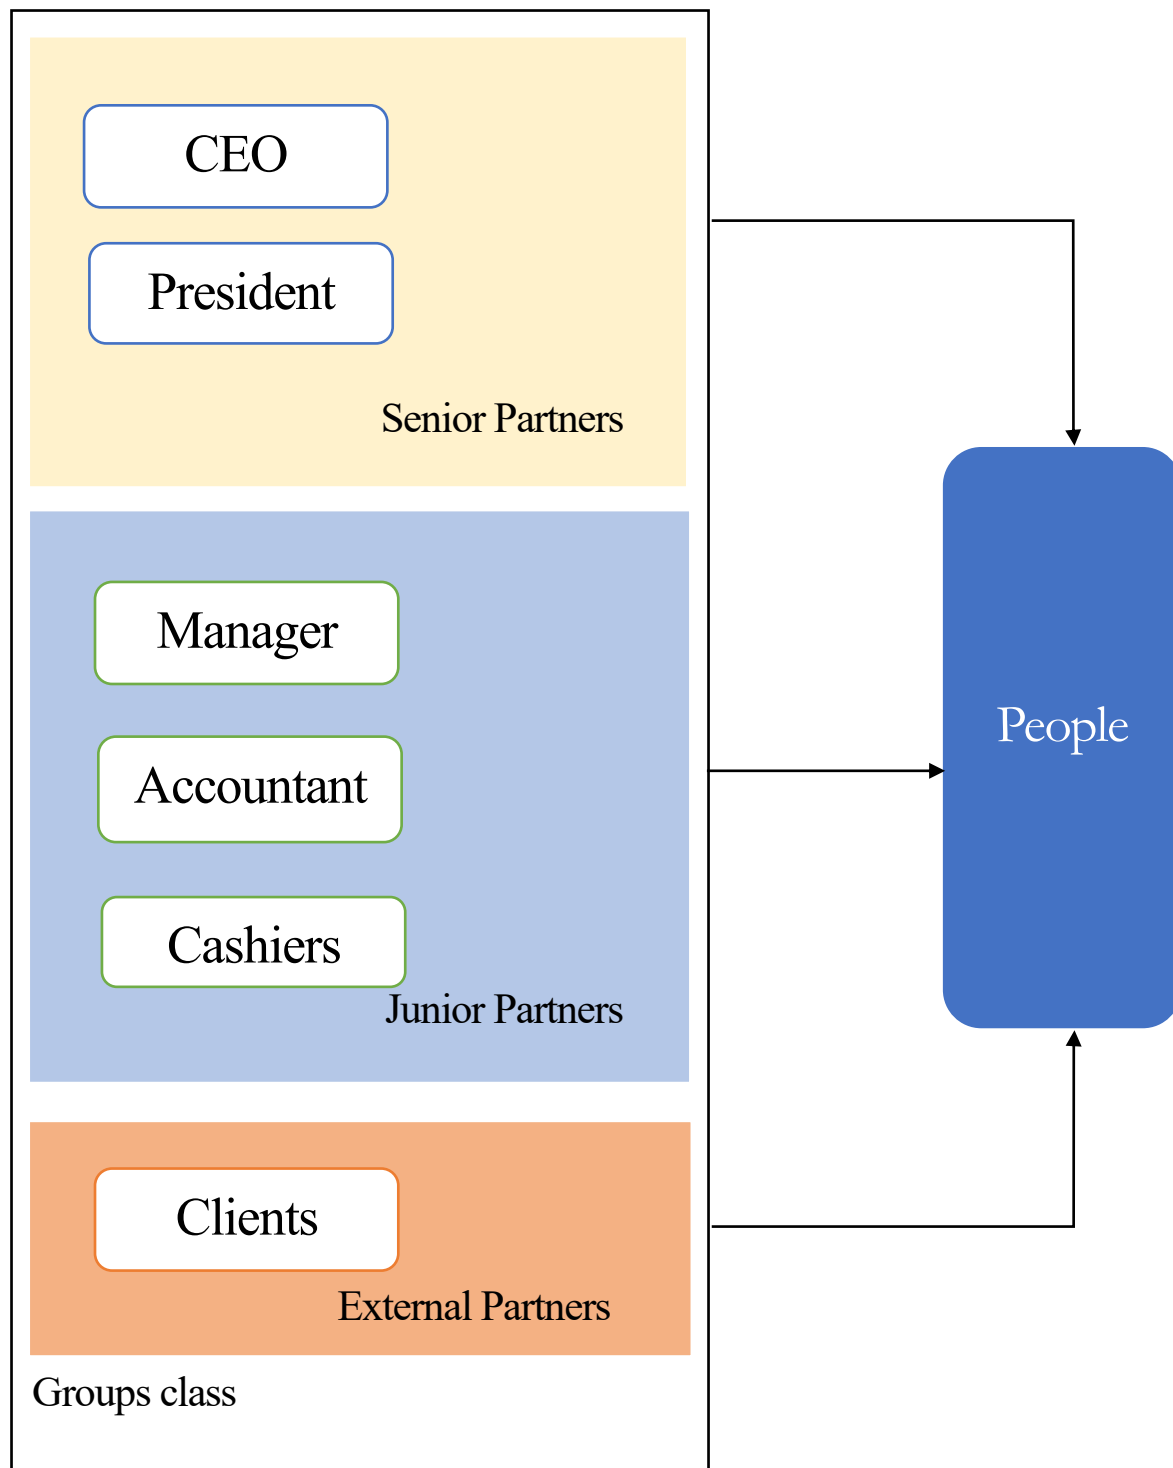 CEO
President
Senior Partners
Manager
Accountant
Cashiers
Junior Partners
Clients
External Partners
Groups class
People